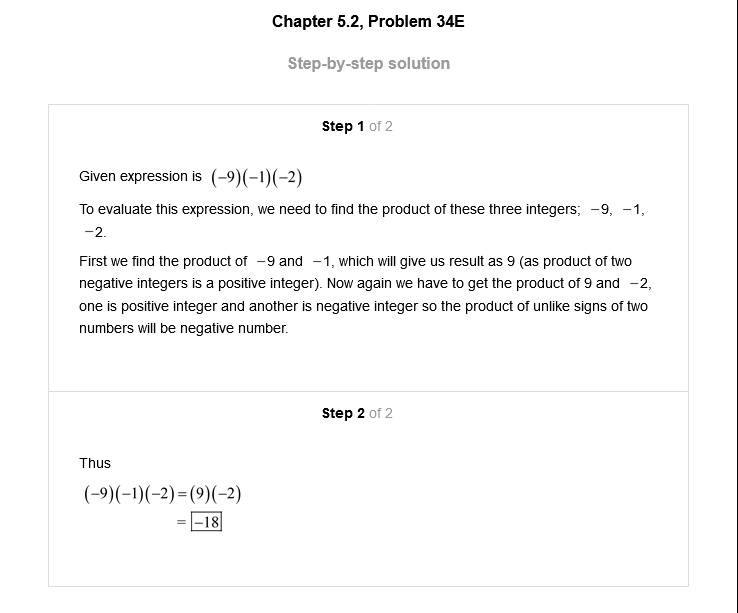 Chapter 5.2, Problem 34E
Step-by-step solution
Step 1 of 2
Given expression is (−9)(−1)(−2)
To evaluate this expression, we need to find the product of these three integers; −9, −1,
−2.
First we find the product of −9 and −1, which will give us result as 9 (as product of two
negative integers is a positive integer). Now again we have to get the product of 9 and −2,
one is positive integer and another is negative integer so the product of unlike signs of two
numbers will be negative number.
Step 2 of 2
Thus
(−9)(−1)(−2)=(9)(−2)
= −18